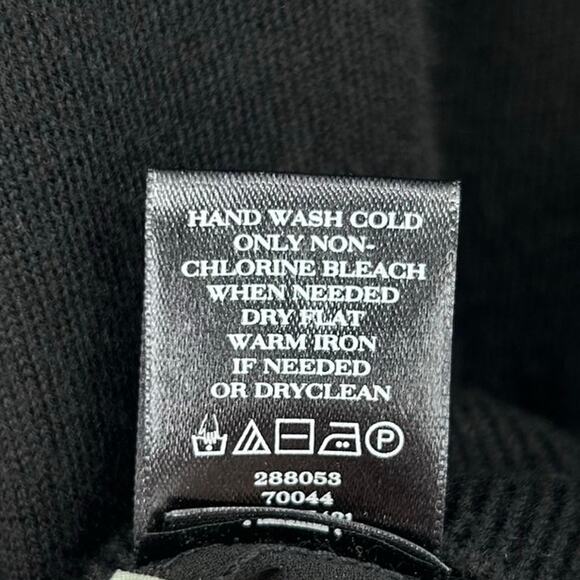 HAND WASH COLD
ONLY NON-
CHLORINE BLEACH
WHEN NEEDED
DRY FLAT
WARM IRON
IF NEEDED
OR DRYCLEAN
P
288053
70044